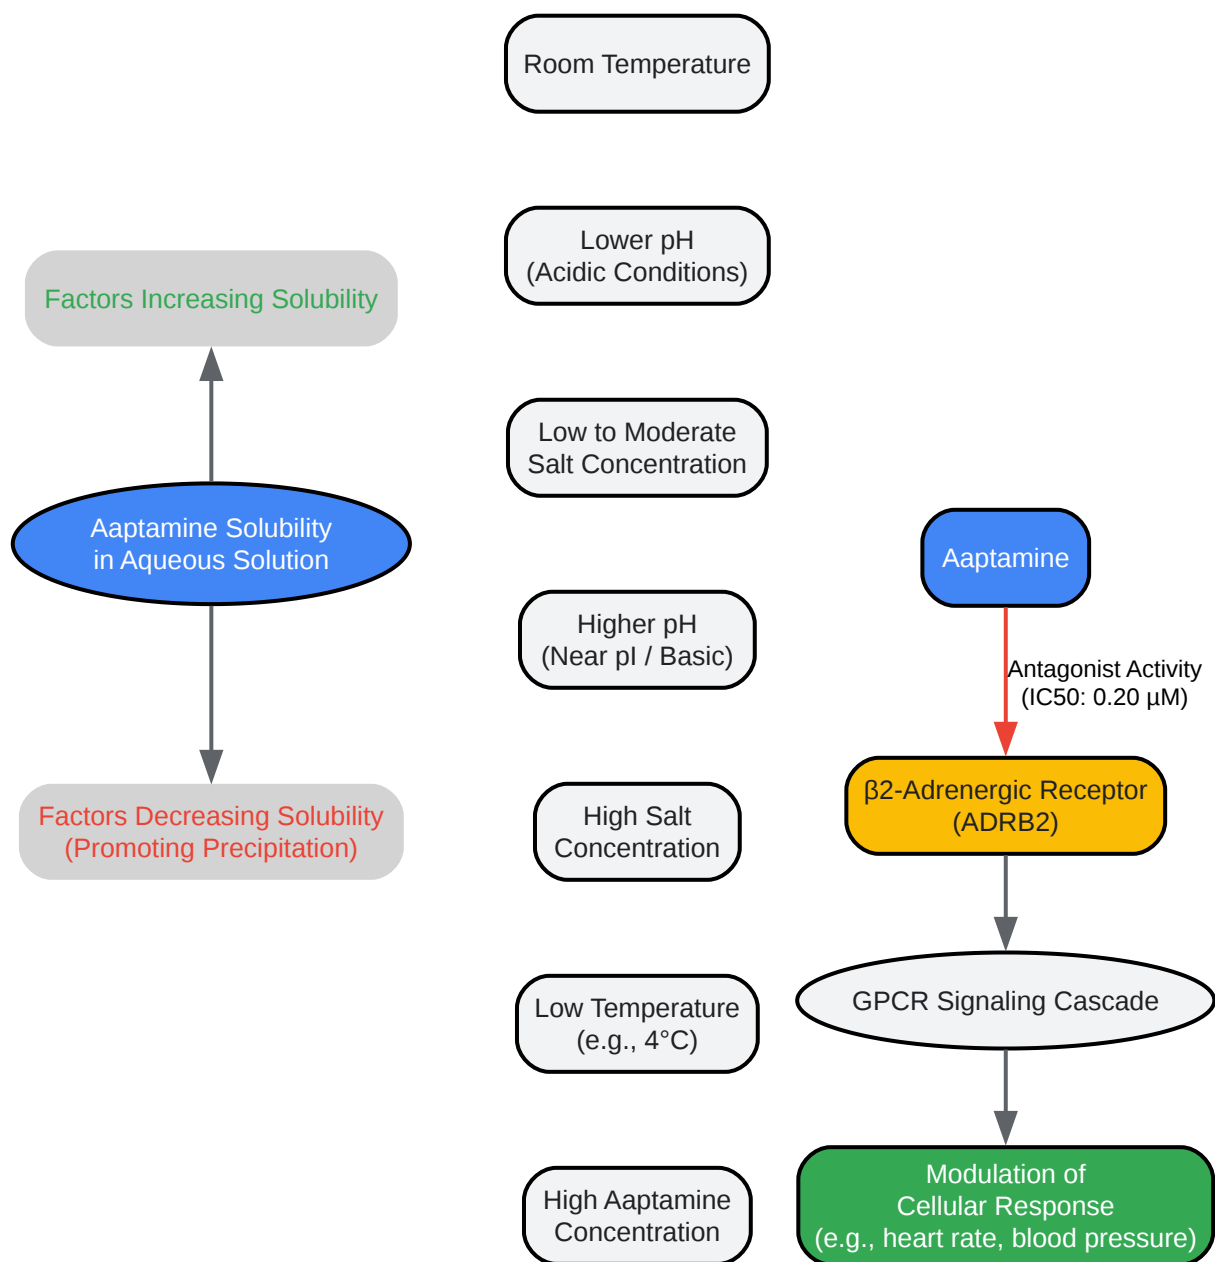 Room Temperature
Lower pH
(Acidic Conditions)
Factors Increasing Solubility
Low to Moderate
Salt Concentration
Aaptamine Solubility
in Aqueous Solution
Aaptamine
Higher pH
(Near pI / Basic)
Antagonist Activity
(IC50: 0.20 µM)
Factors Decreasing Solubility
(Promoting Precipitation)
High Salt
Concentration
β2-Adrenergic Receptor
(ADRB2)
Low Temperature
(e.g., 4°C)
GPCR Signaling Cascade
High Aaptamine
Concentration
Modulation of
Cellular Response
(e.g., heart rate, blood pressure)